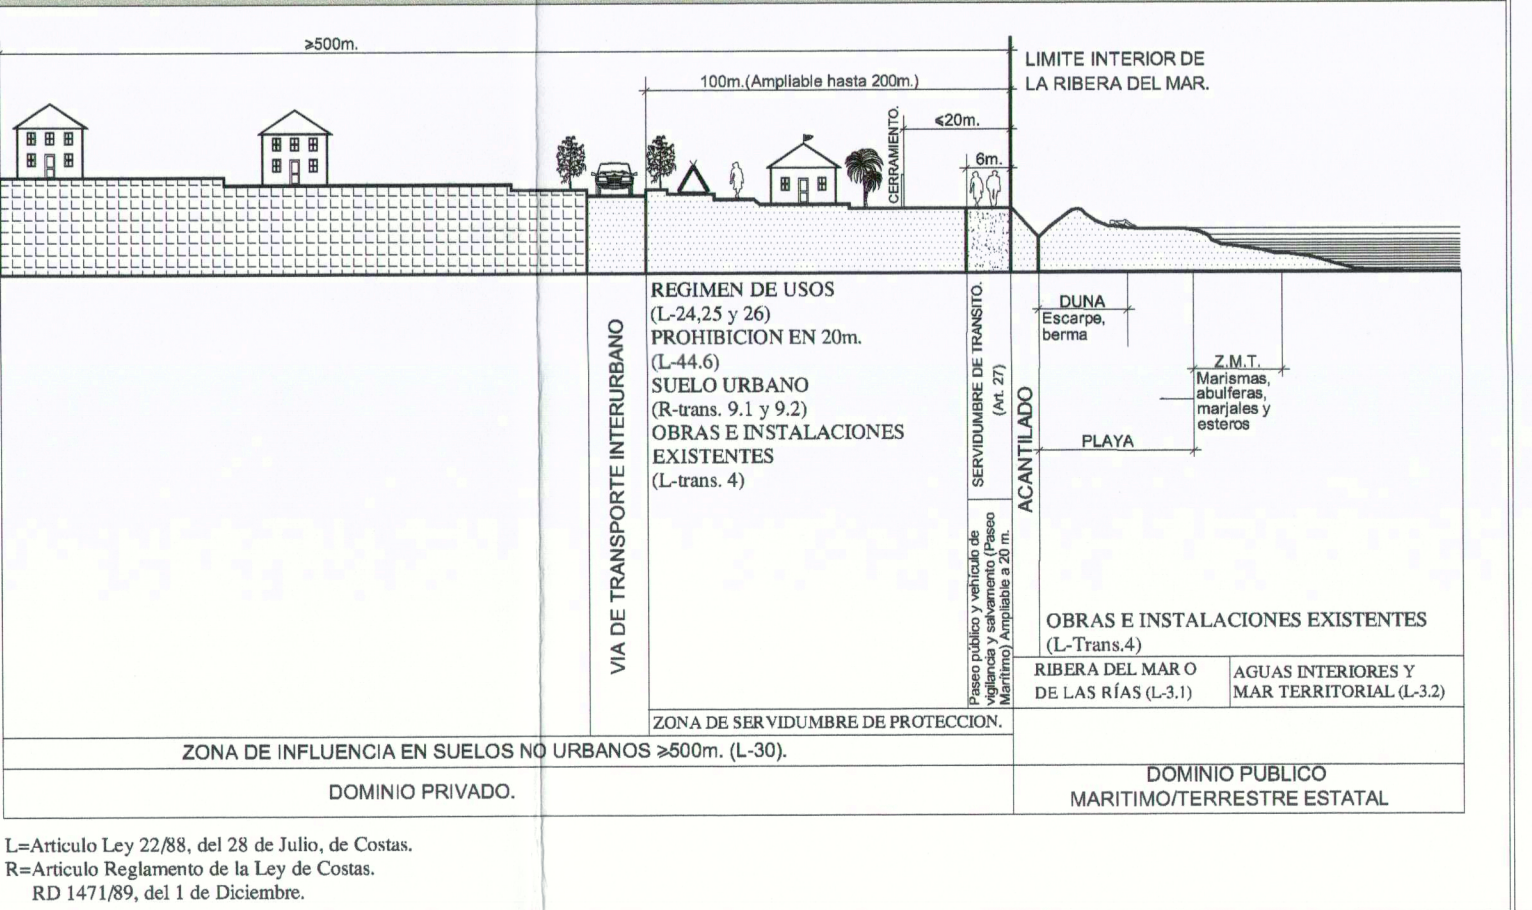 ≥500m.
LIMITE INTERIOR DE
LA RIBERA DEL MAR.
100m.(Ampliable hasta 200m.)
CERRAMIENTO.
≤20m.
6m.
REGIMEN DE USOS
(L-24,25 y 26)
PROHIBICION EN 20m.
(L-44.6)
SUELO URBANO
(R-trans. 9.1 y 9.2)
OBRAS E INSTALACIONES
EXISTENTES
(L-trans. 4)
VIA DE TRANSPORTE INTERURBANO
SERVIDUMBRE DE TRANSITO.
(Art. 27)
Paseo público y vehículo de
vigilancia y salvamento (Paseo
Marítimo) Ampliable a 20 m.
ACANTILADO
DUNA
Escarpe,
berma
Z.M.T.
Marismas,
abulferas,
marjales y
esteros
PLAYA
OBRAS E INSTALACIONES EXISTENTES
(L-Trans.4)
RIBERA DEL MAR O
DE LAS RÍAS (L-3.1)
AGUAS INTERIORES Y
MAR TERRITORIAL (L-3.2)
ZONA DE SERVIDUMBRE DE PROTECCION.
ZONA DE INFLUENCIA EN SUELOS NO URBANOS ≥500m. (L-30).
DOMINIO PRIVADO.
DOMINIO PUBLICO
MARITIMO/TERRESTRE ESTATAL
L=Articulo Ley 22/88, del 28 de Julio, de Costas.
R=Articulo Reglamento de la Ley de Costas.
RD 1471/89, del 1 de Diciembre.